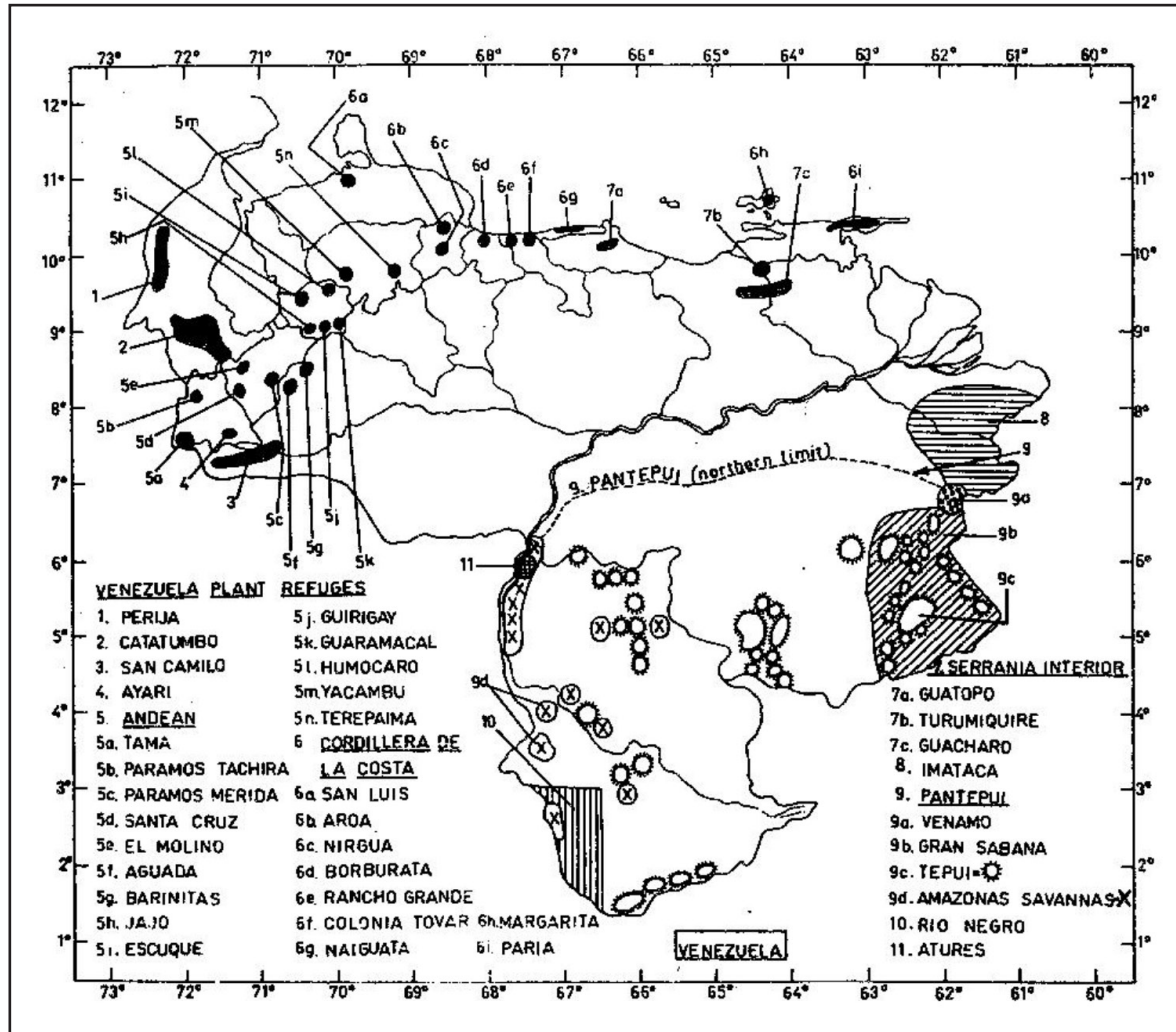 73° 72° 71° 70° 69° 68° 67° 66° 65° 64° 63° 62° 61°
12° 12°
11° 11°
10° 10°
9° 9°
8° 8°
7° 7°
6° 6°
5° 5°
4° 4°
3° 3°
2° 2°
1° 1°
6a
5m
6b
5n
6c
5l
6d
6f
6h
5i
6e
6g
7a
7c
6i
5h
7b
1
2
5e
5b
5d
5a
4
3
5c
5f
5g
5j
5k
8
9
9. PANTEPUI (northern limit)
9a
9b
9c
11
9d
10
VENEZUELA PLANT REFUGES
1. PERIJA
2. CATATUMBO
3. SAN CAMILO
4. AYARI
5. ANDEAN
5a. TAMA
5b. PARAMOS TACHIRA
5c. PARAMOS MERIDA
5d. SANTA CRUZ
5e. EL MOLINO
5f. AGUADA
5g. BARINITAS
5h. JAJO
5i. ESCUQUE
5j. GUIRIGAY
5k. GUARAMACAL
5l. HUMOCARO
5m. YACAMBU
5n. TEREPAIMA
6 CORDILLERA DE
LA COSTA
6a. SAN LUIS
6b. AROA
6c. NIRGUA
6d. BORBURATA
6e. RANCHO GRANDE
6f. COLONIA TOVAR
6g. NAIGUATA
6h. MARGARITA
6i. PARIA
7. SERRANIA INTERIOR
7a. GUATOPO
7b. TURUMIQUIRE
7c. GUACHARO
8. IMATACA
9. PANTEPUI
9a. VENAMO
9b. GRAN SABANA
9c. TEPUI=
9d. AMAZONAS SAVANNAS-X
10. RIO NEGRO
11. ATURES
VENEZUELA
73° 72° 71° 70° 69° 68° 67° 66° 65° 64° 63° 62° 61° 60°